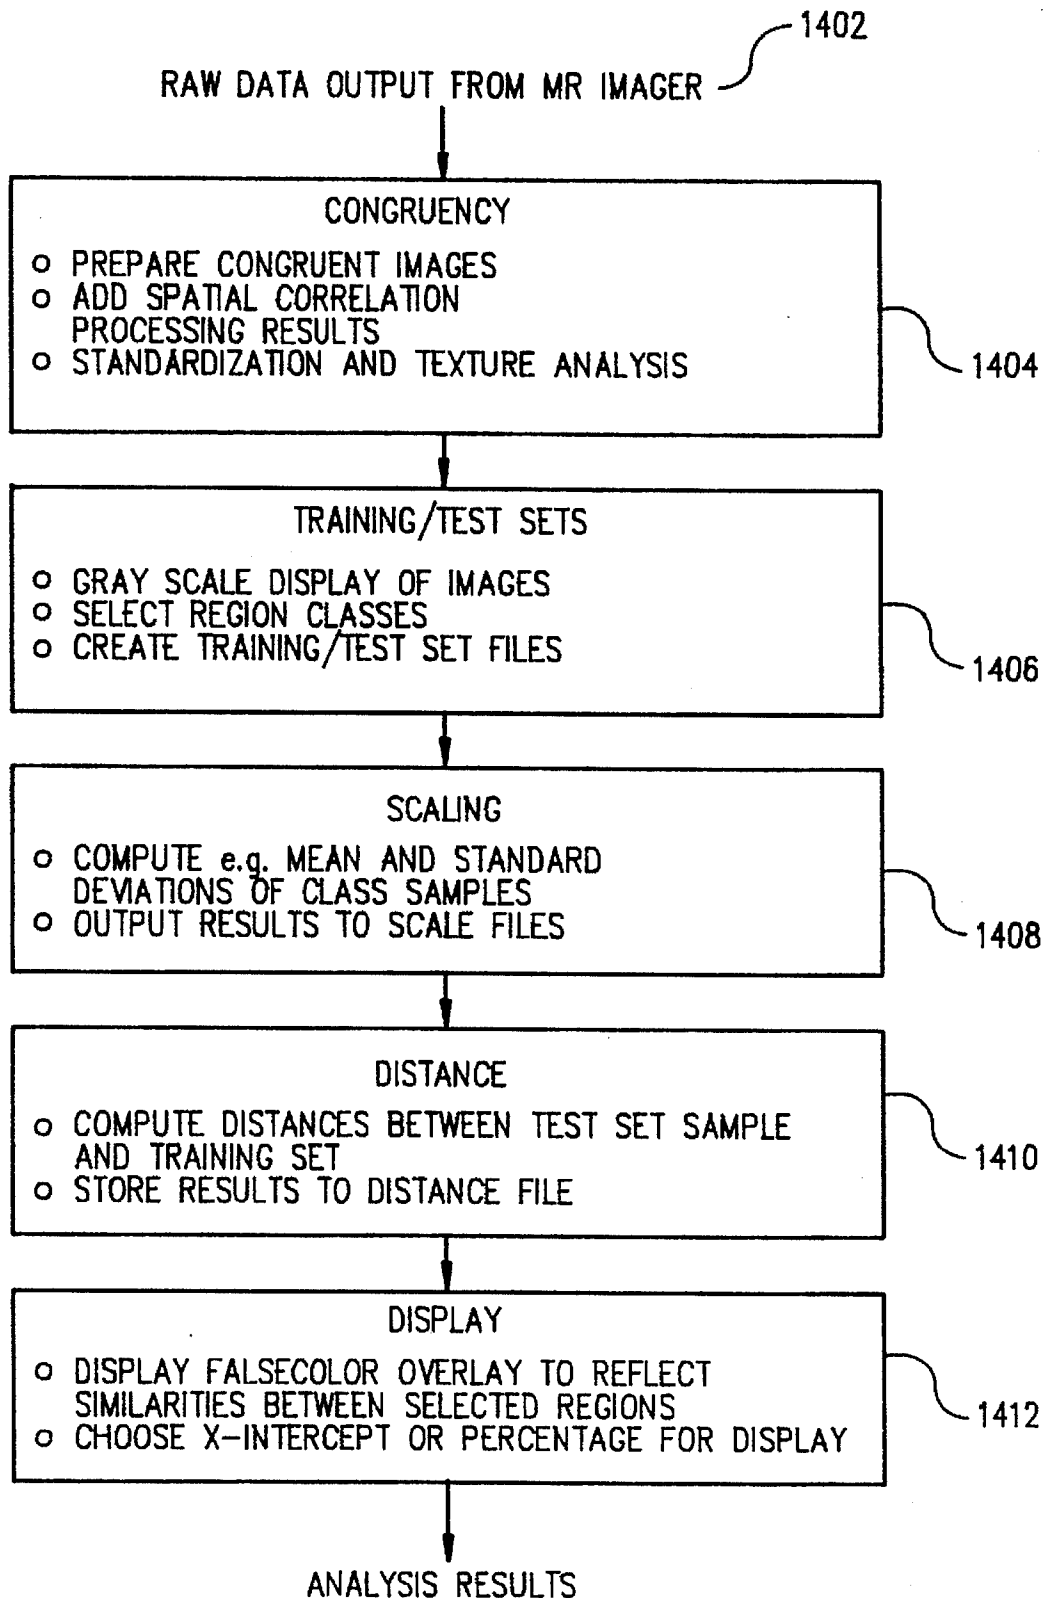 1402
RAW DATA OUTPUT FROM MR IMAGER
CONGRUENCY
o PREPARE CONGRUENT IMAGES
o ADD SPATIAL CORRELATION
PROCESSING RESULTS
o STANDARDIZATION AND TEXTURE ANALYSIS
1404
TRAINING/TEST SETS
o GRAY SCALE DISPLAY OF IMAGES
o SELECT REGION CLASSES
o CREATE TRAINING/TEST SET FILES
1406
SCALING
o COMPUTE e.g. MEAN AND STANDARD
DEVIATIONS OF CLASS SAMPLES
o OUTPUT RESULTS TO SCALE FILES
1408
DISTANCE
o COMPUTE DISTANCES BETWEEN TEST SET SAMPLE
AND TRAINING SET
o STORE RESULTS TO DISTANCE FILE
1410
DISPLAY
o DISPLAY FALSECOLOR OVERLAY TO REFLECT
SIMILARITIES BETWEEN SELECTED REGIONS
o CHOOSE X-INTERCEPT OR PERCENTAGE FOR DISPLAY
1412
ANALYSIS RESULTS